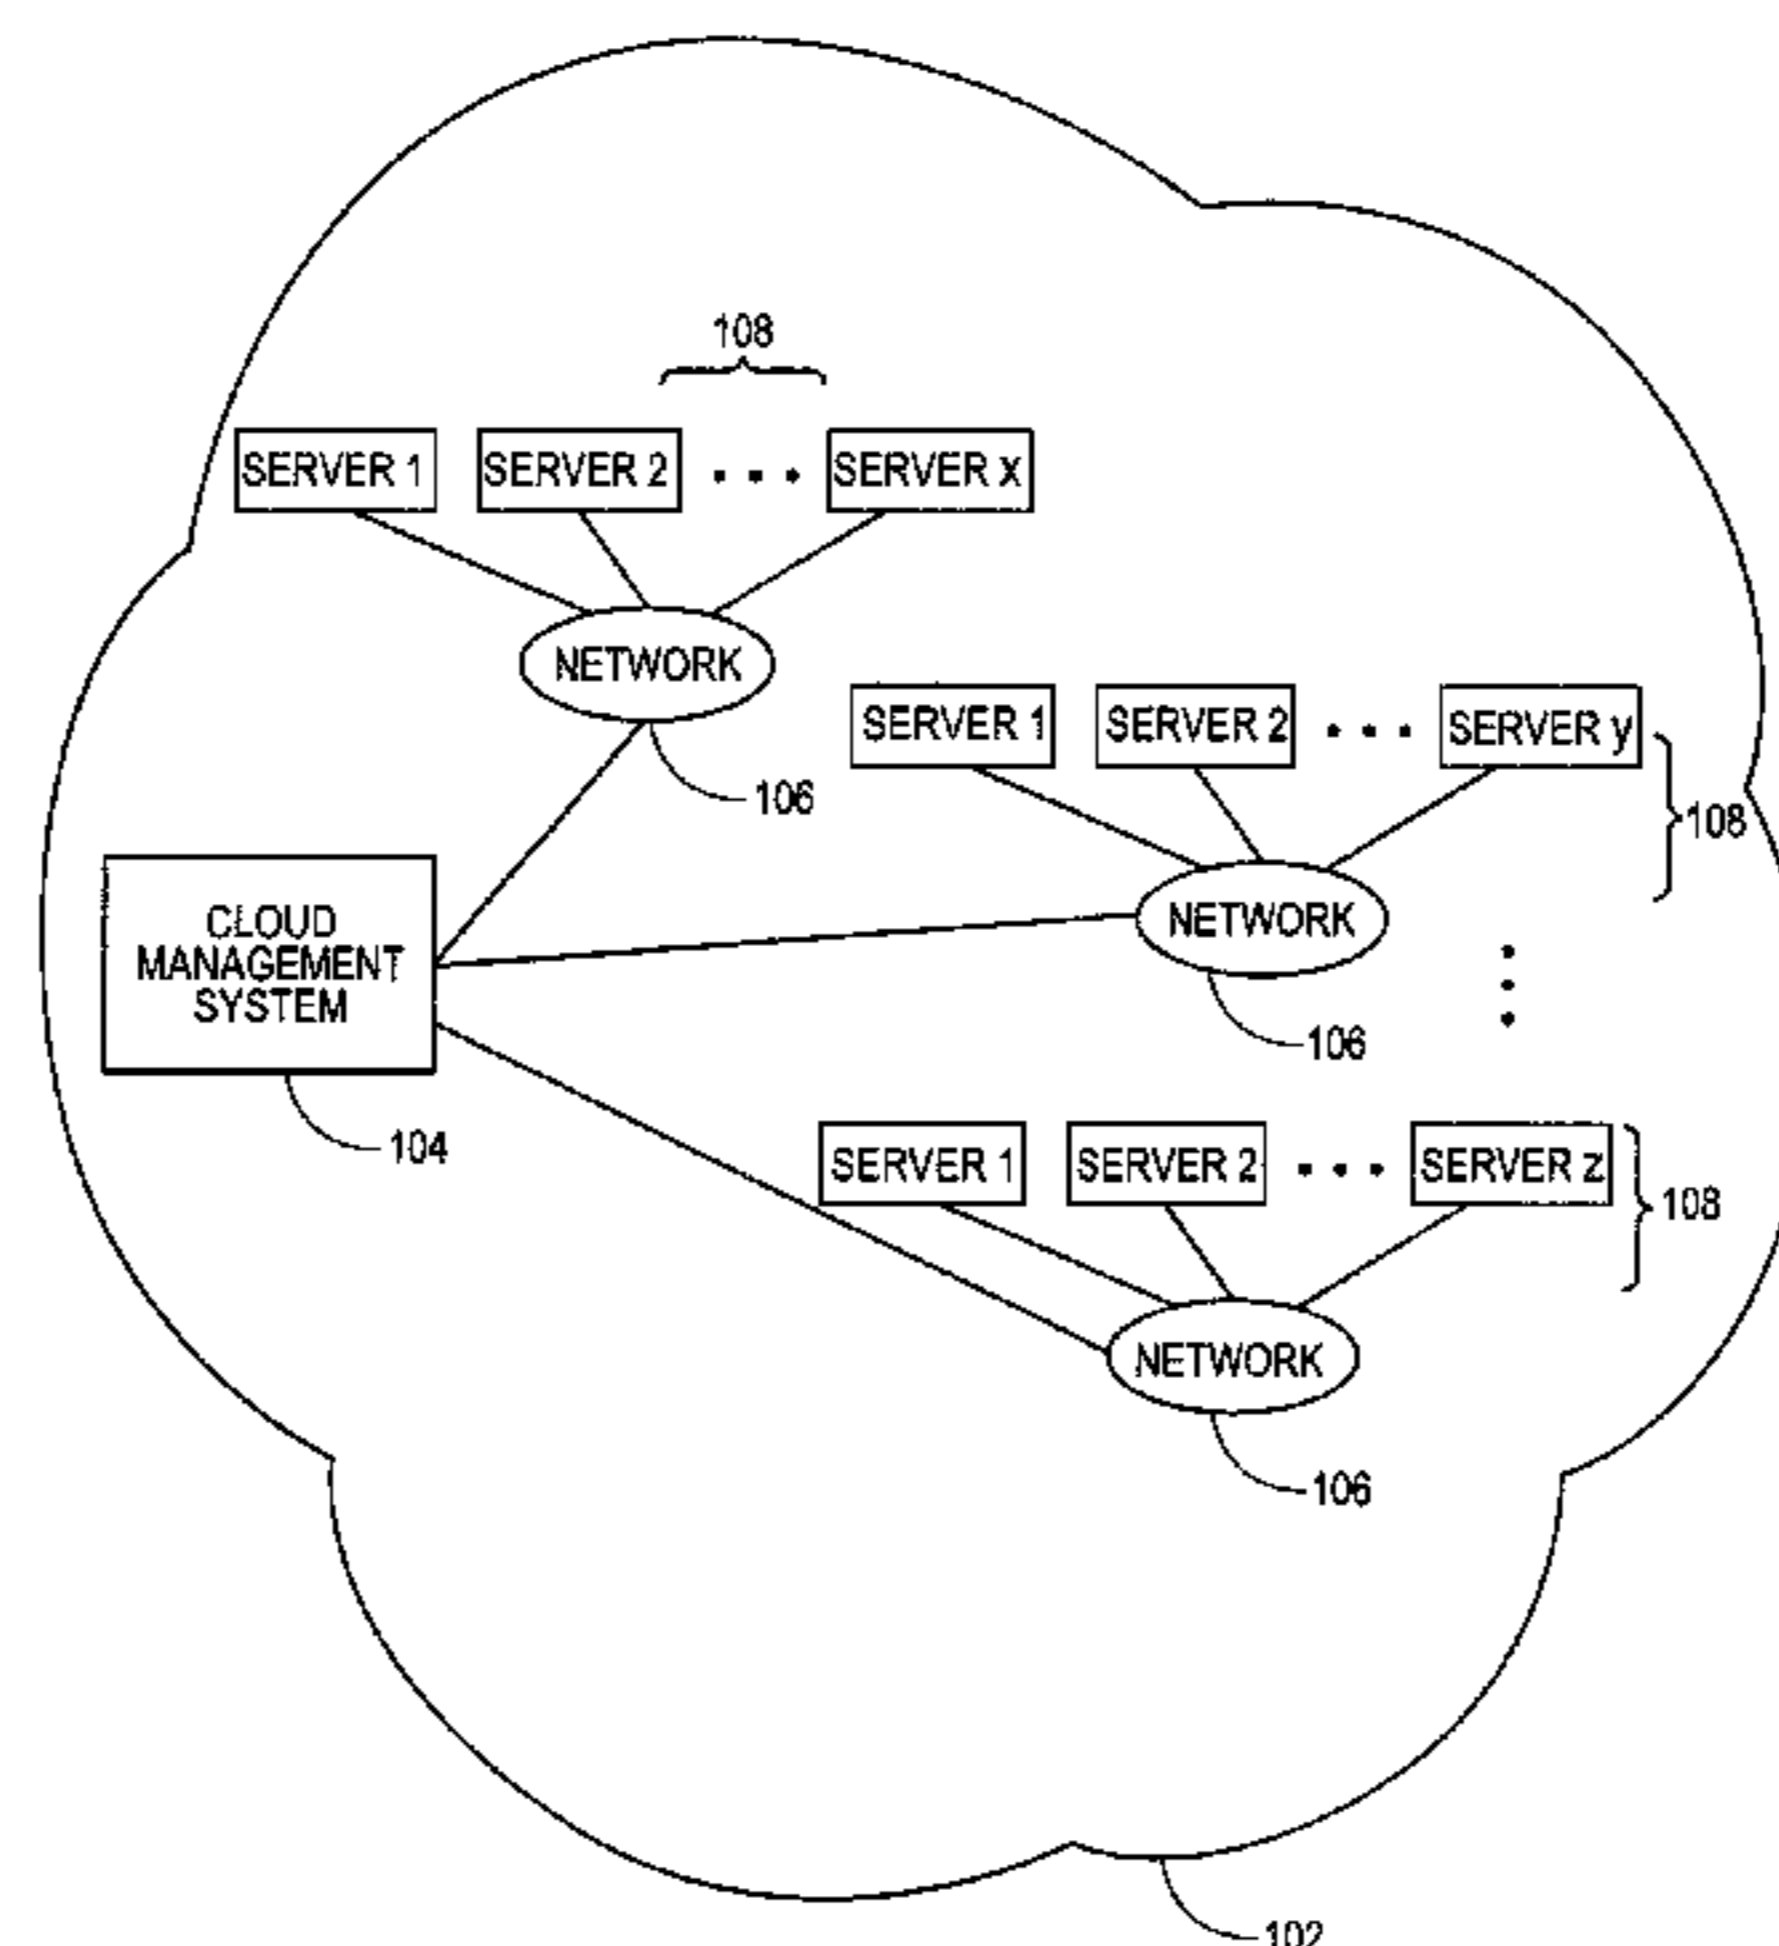 108
SERVER 1 SERVER 2 • • • SERVER x
NETWORK
106
SERVER 1 SERVER 2 • • • SERVER y
108
NETWORK
106
CLOUD
MANAGEMENT
SYSTEM
104
SERVER 1 SERVER 2 • • • SERVER z
108
NETWORK
106
102